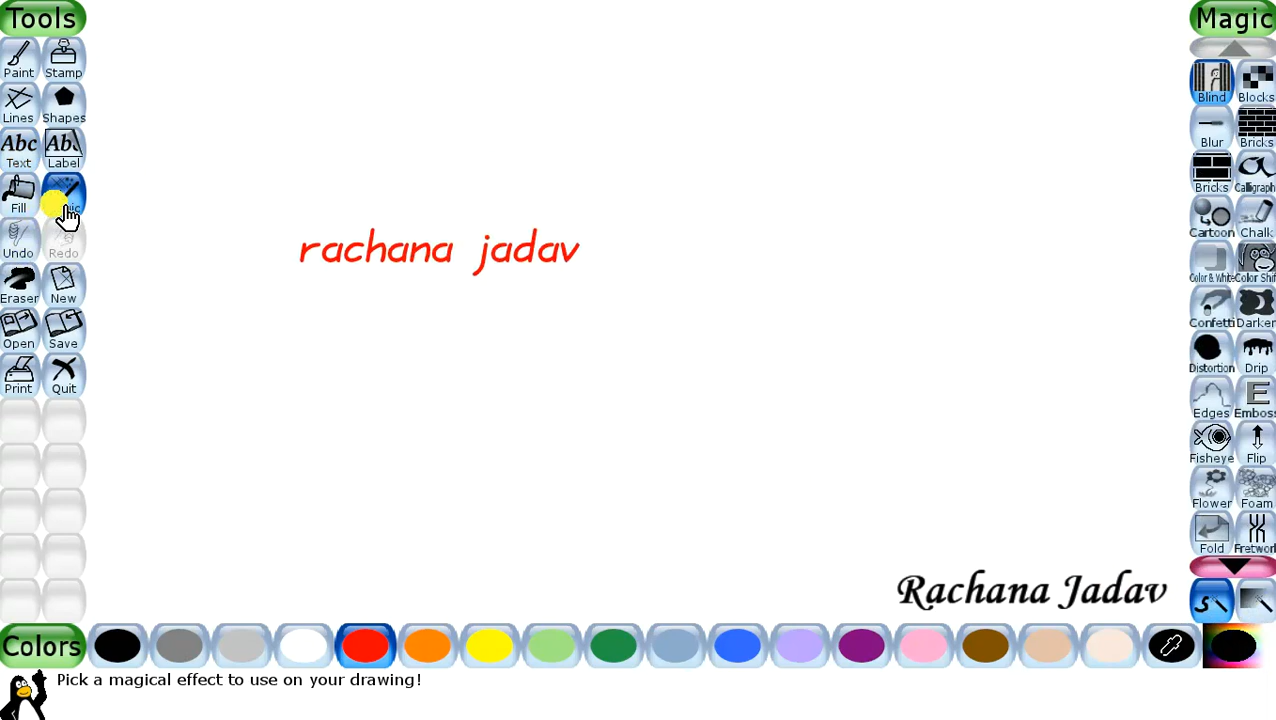 Tools
Magic
Paint Stamp
Lines Shapes
Abc Abc
Text Label
Fill
Undo Redo
Eraser New
Open Save
Print Quit
Blind Blocks
Blur Bricks
Bricks Calligraph
Cartoon Chalk
Color & White Color Shif
Confetti Darken
Distortion Drip
Edges Emboss
Fisheye Flip
Flower Foam
Fold Fretwork
rachana jadav
Rachana Jadav
Colors
Pick a magical effect to use on your drawing!